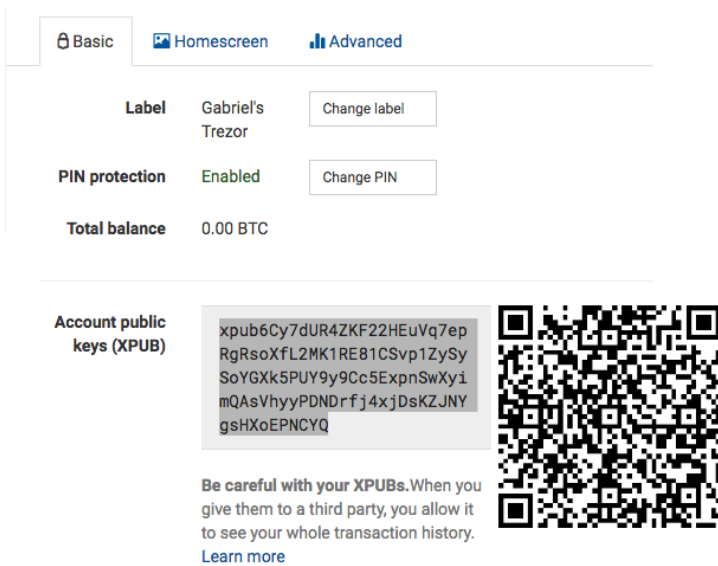 Basic Homescreen Advanced
Label Gabriel's Change label
Trezor
PIN protection Enabled Change PIN
Total balance 0.00 BTC
Account public
keys (XPUB)
xpub6Cy7dUR4ZKF22HEuVq7ep
RgRsoXfL2MK1RE81CSvp1ZySy
SoYGXk5PUY9y9Cc5ExpnSwXyi
mQAsVhyyPDNDrfj4xjDsKZJNY
gsHXoEPNCYQ
Be careful with your XPUBs.When you
give them to a third party, you allow it
to see your whole transaction history.
Learn more